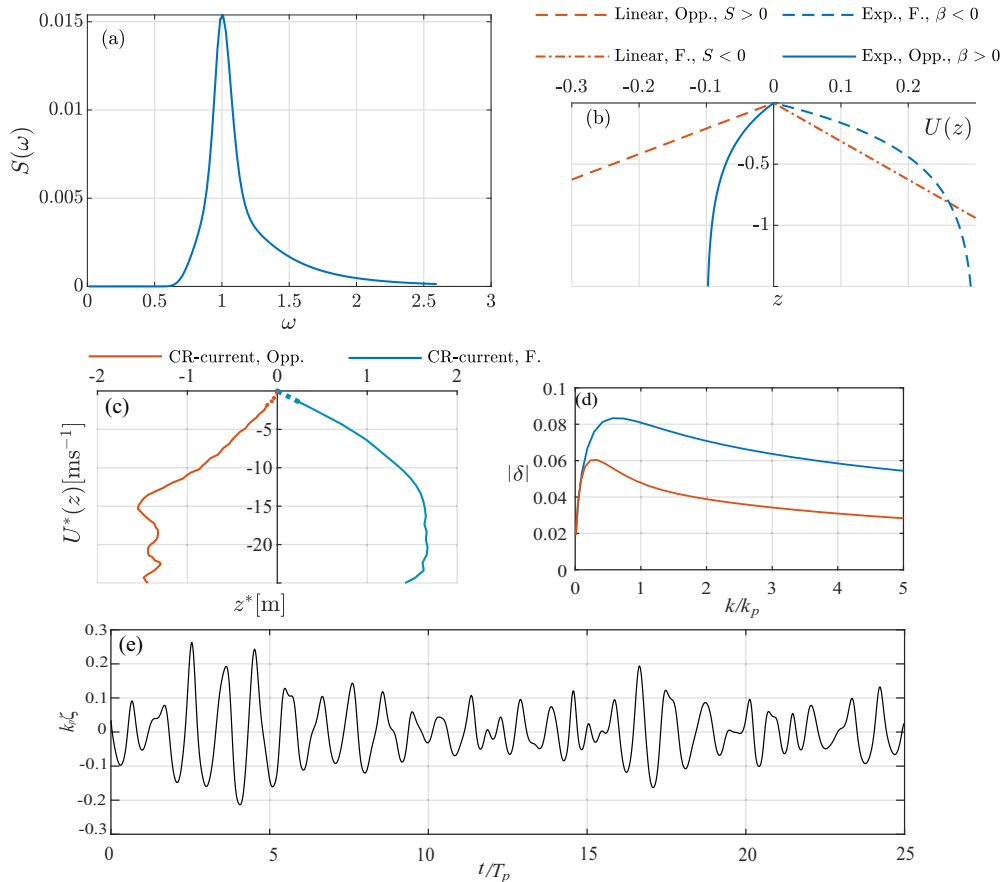 (a)
S(ω)
0.015
0.01
0.005
0
0 0.5 1 1.5 2 2.5 3
ω
Linear, Opp., S > 0
Exp., F., β < 0
Linear, F., S < 0
Exp., Opp., β > 0
-0.3 -0.2 -0.1 0 0.1 0.2
(b)
U(z)
-0.5
-1
z
CR-current, Opp.
CR-current, F.
-2 -1 0 1 2
(c)
U*(z)[ms⁻¹]
-5
-10
-15
-20
z*[m]
(d)
|δ|
0.1
0.08
0.06
0.04
0.02
0
0 1 2 3 4 5
k/kₚ
(e)
kₚζ
0.3
0.2
0.1
0
-0.1
-0.2
-0.3
0 5 10 15 20 25
t/Tₚ